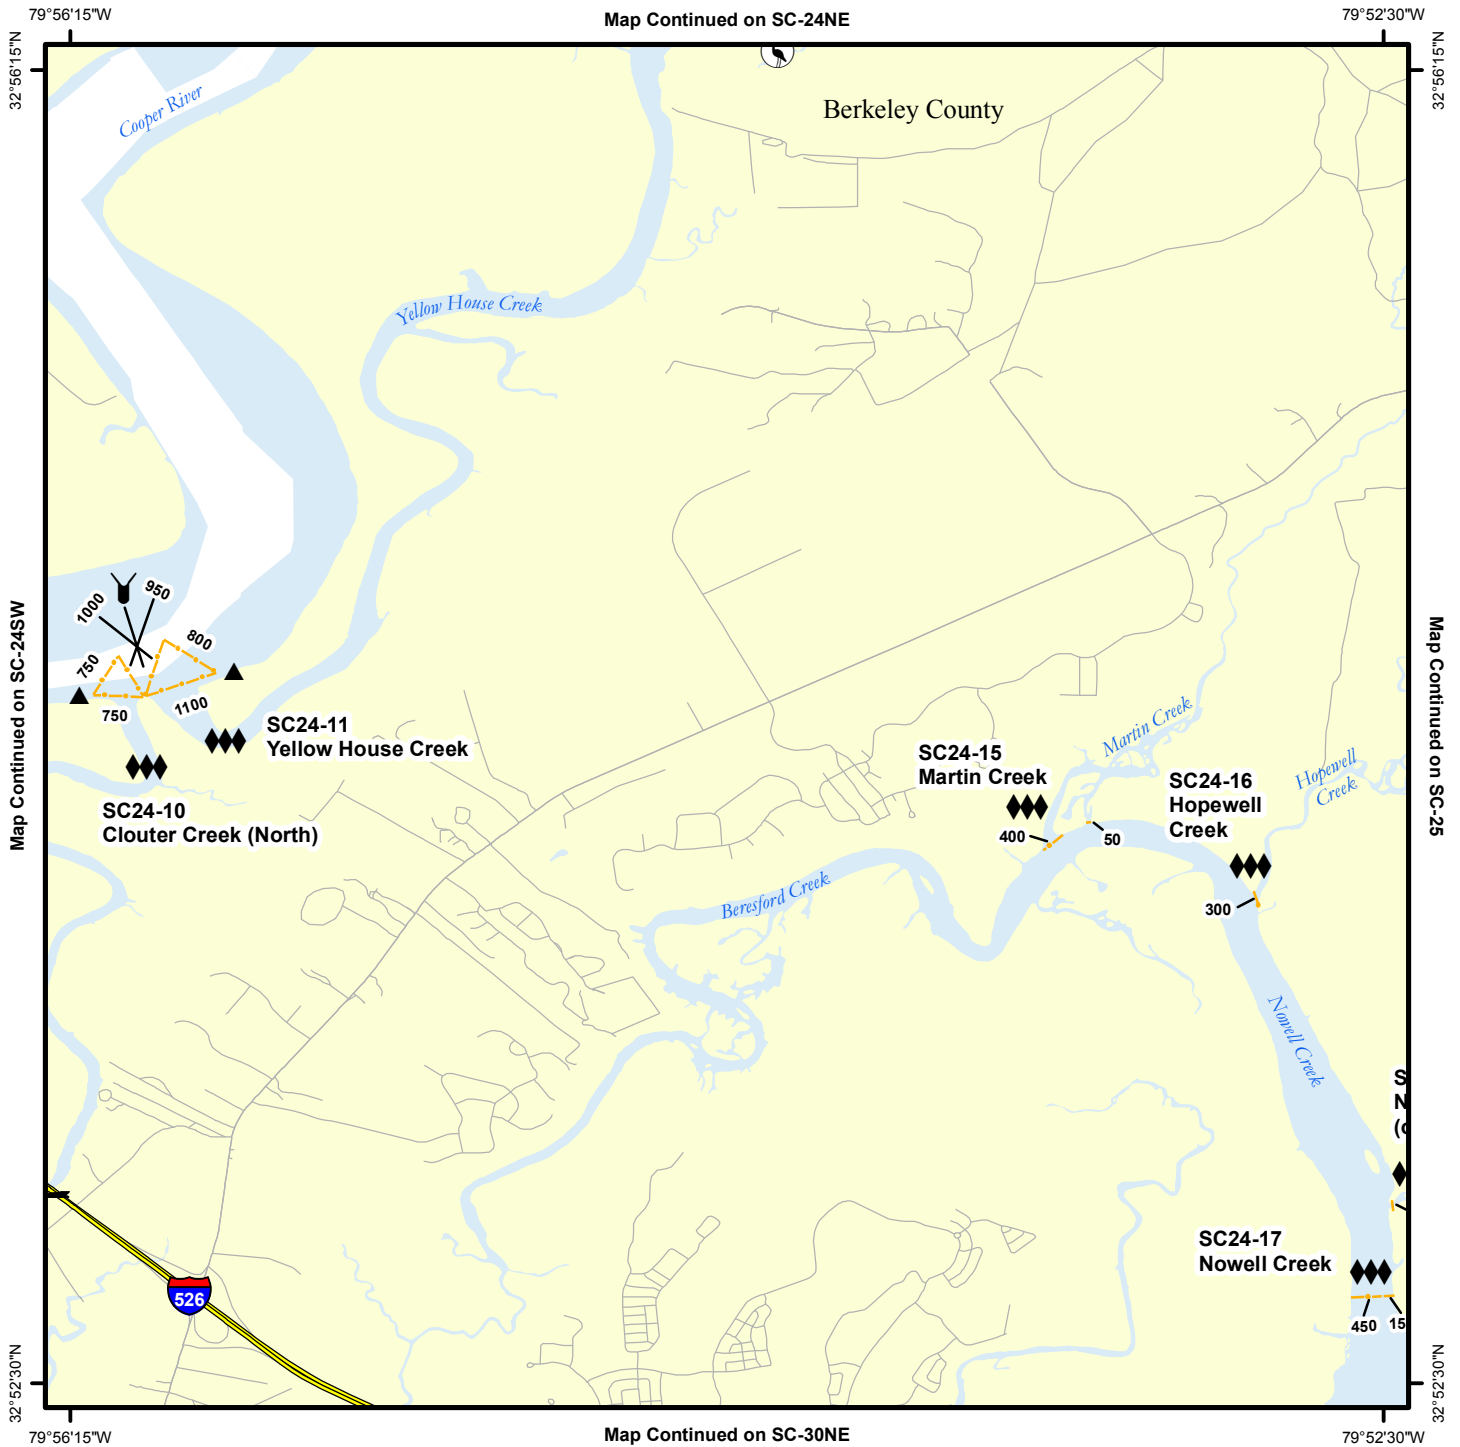 79°56'15"W
Map Continued on SC-24NE
79°52'30"W
32°56'15"N
32°56'15"N
Cooper River
Berkeley County
Yellow House Creek
Map Continued on SC-24SW
Map Continued on SC-25
1000
950
800
750
750
1100
SC24-11
Yellow House Creek
SC24-10
Clouter Creek (North)
Martin Creek
SC24-15
Martin Creek
400
50
SC24-16
Hopewell
Creek
Hopewell
Creek
300
Beresford Creek
Nowell Creek
S
N
(
SC24-17
Nowell Creek
450
15
526
32°52'30"N
32°52'30"N
79°56'15"W
Map Continued on SC-30NE
79°52'30"W